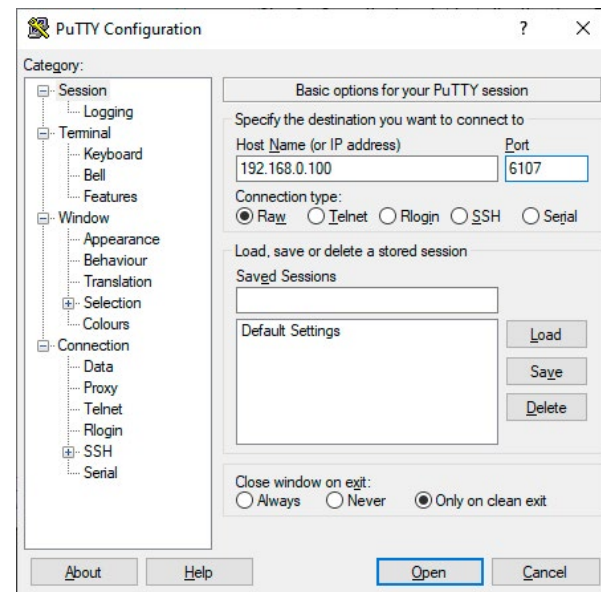 PuTTY Configuration
? ×
Category:
Session
Logging
Terminal
Keyboard
Bell
Features
Window
Appearance
Behaviour
Translation
Selection
Colours
Connection
Data
Proxy
Telnet
Rlogin
SSH
Serial
Basic options for your PuTTY session
Specify the destination you want to connect to
Host Name (or IP address) Port
192.168.0.100 6107
Connection type:
Raw Telnet Rlogin SSH Serial
Load, save or delete a stored session
Saved Sessions
Default Settings
Load
Save
Delete
Close window on exit:
Always Never Only on clean exit
About Help Open Cancel